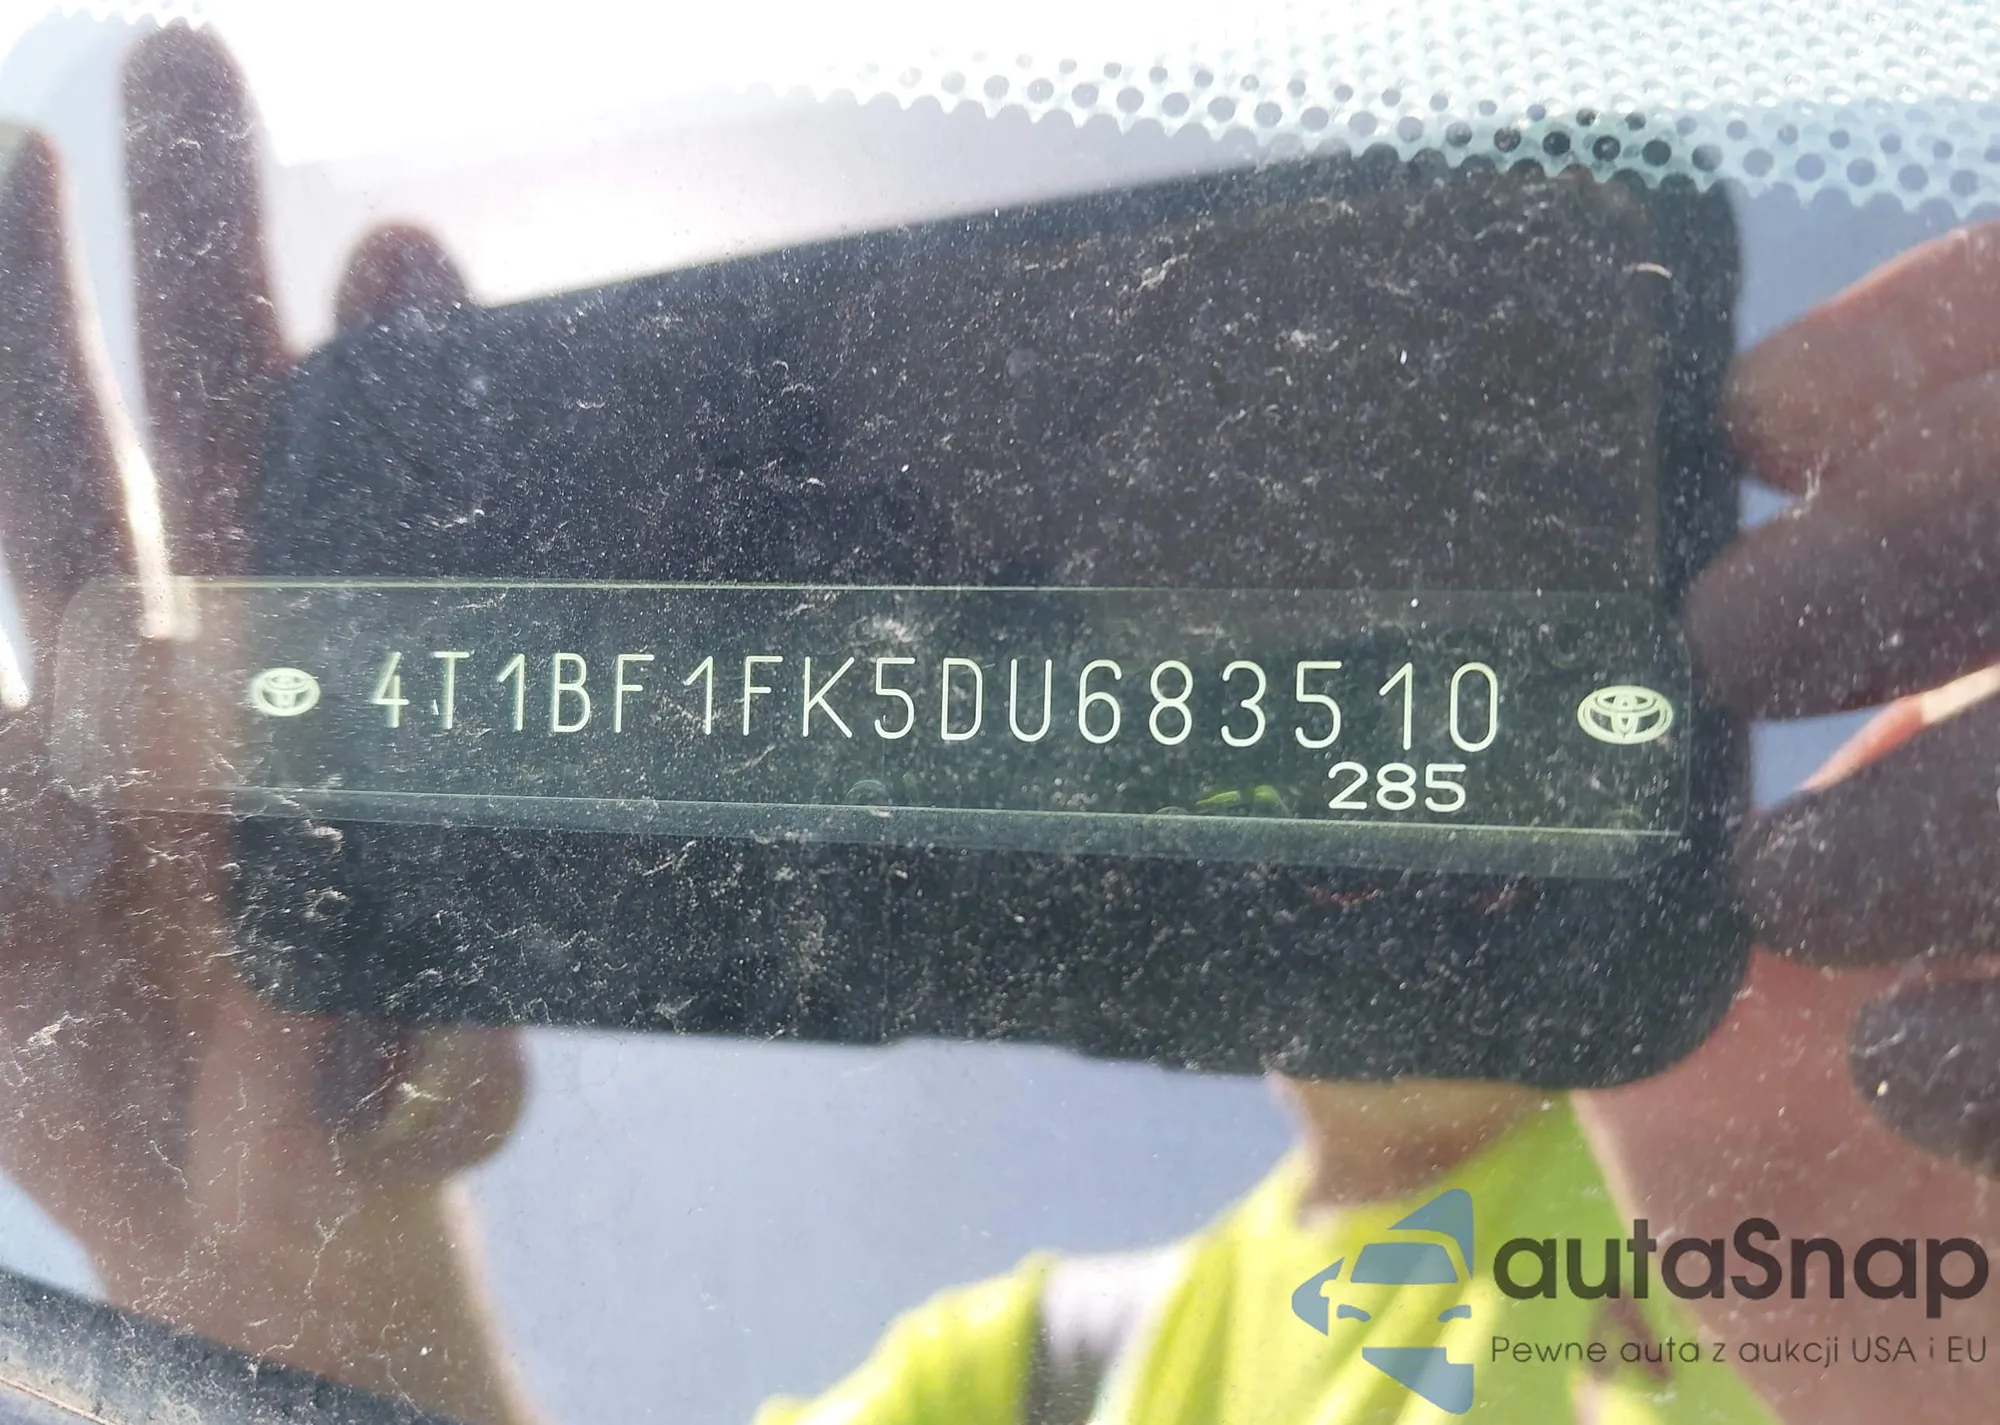 4T1BF1FK5DU683510
285
autaSnap
Pewne auta z aukcji USA i EU